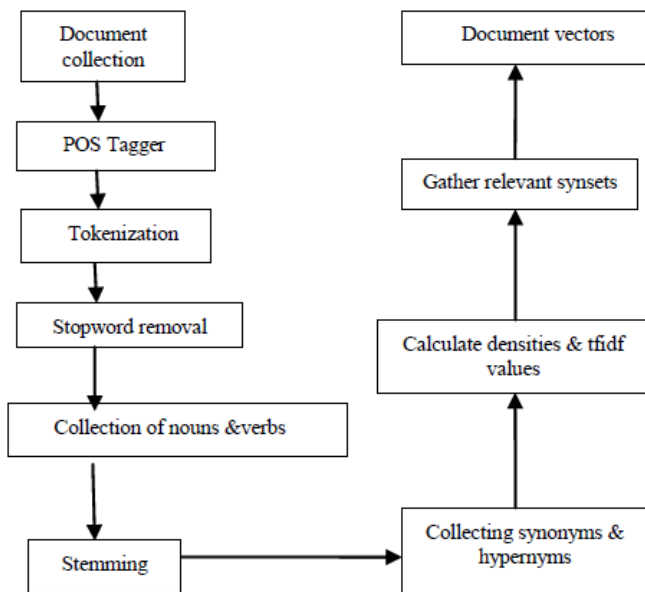 Document
collection
POS Tagger
Tokenization
Stopword removal
Collection of nouns &verbs
Stemming
Collecting synonyms &
hypernyms
Calculate densities & tfidf
values
Gather relevant synsets
Document vectors